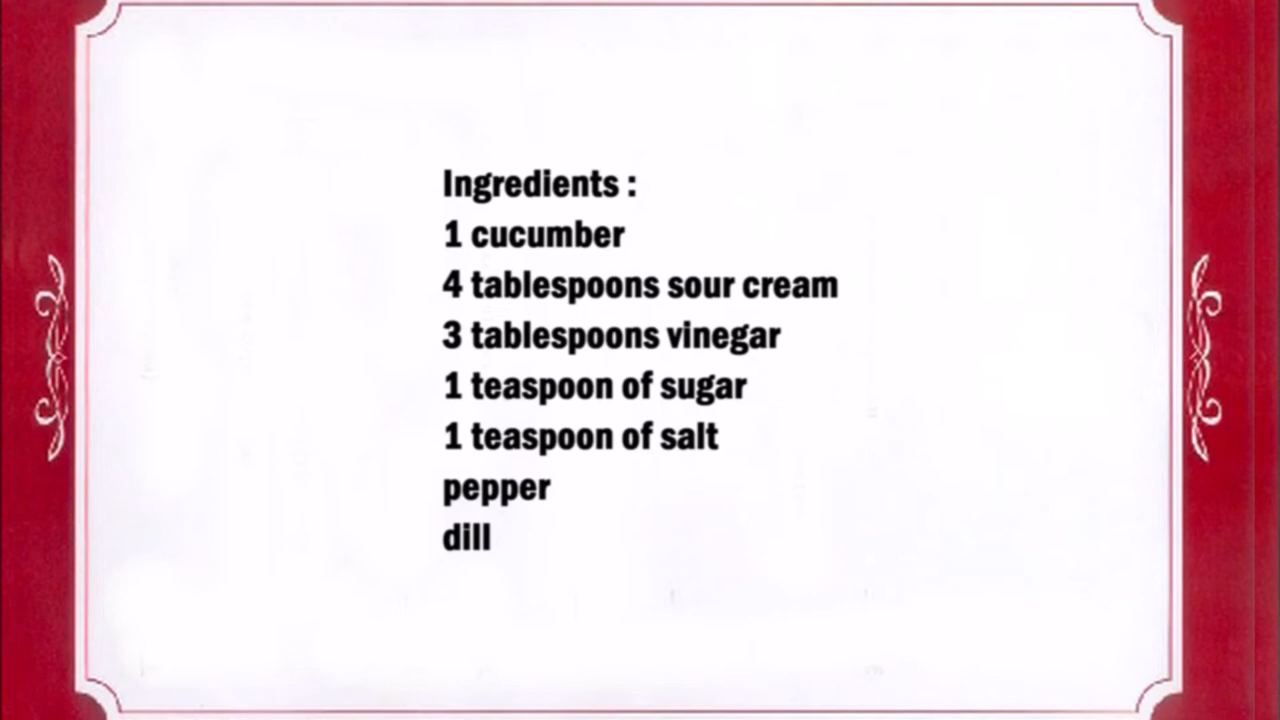 Ingredients :
1 cucumber
4 tablespoons sour cream
3 tablespoons vinegar
1 teaspoon of sugar
1 teaspoon of salt
pepper
dill